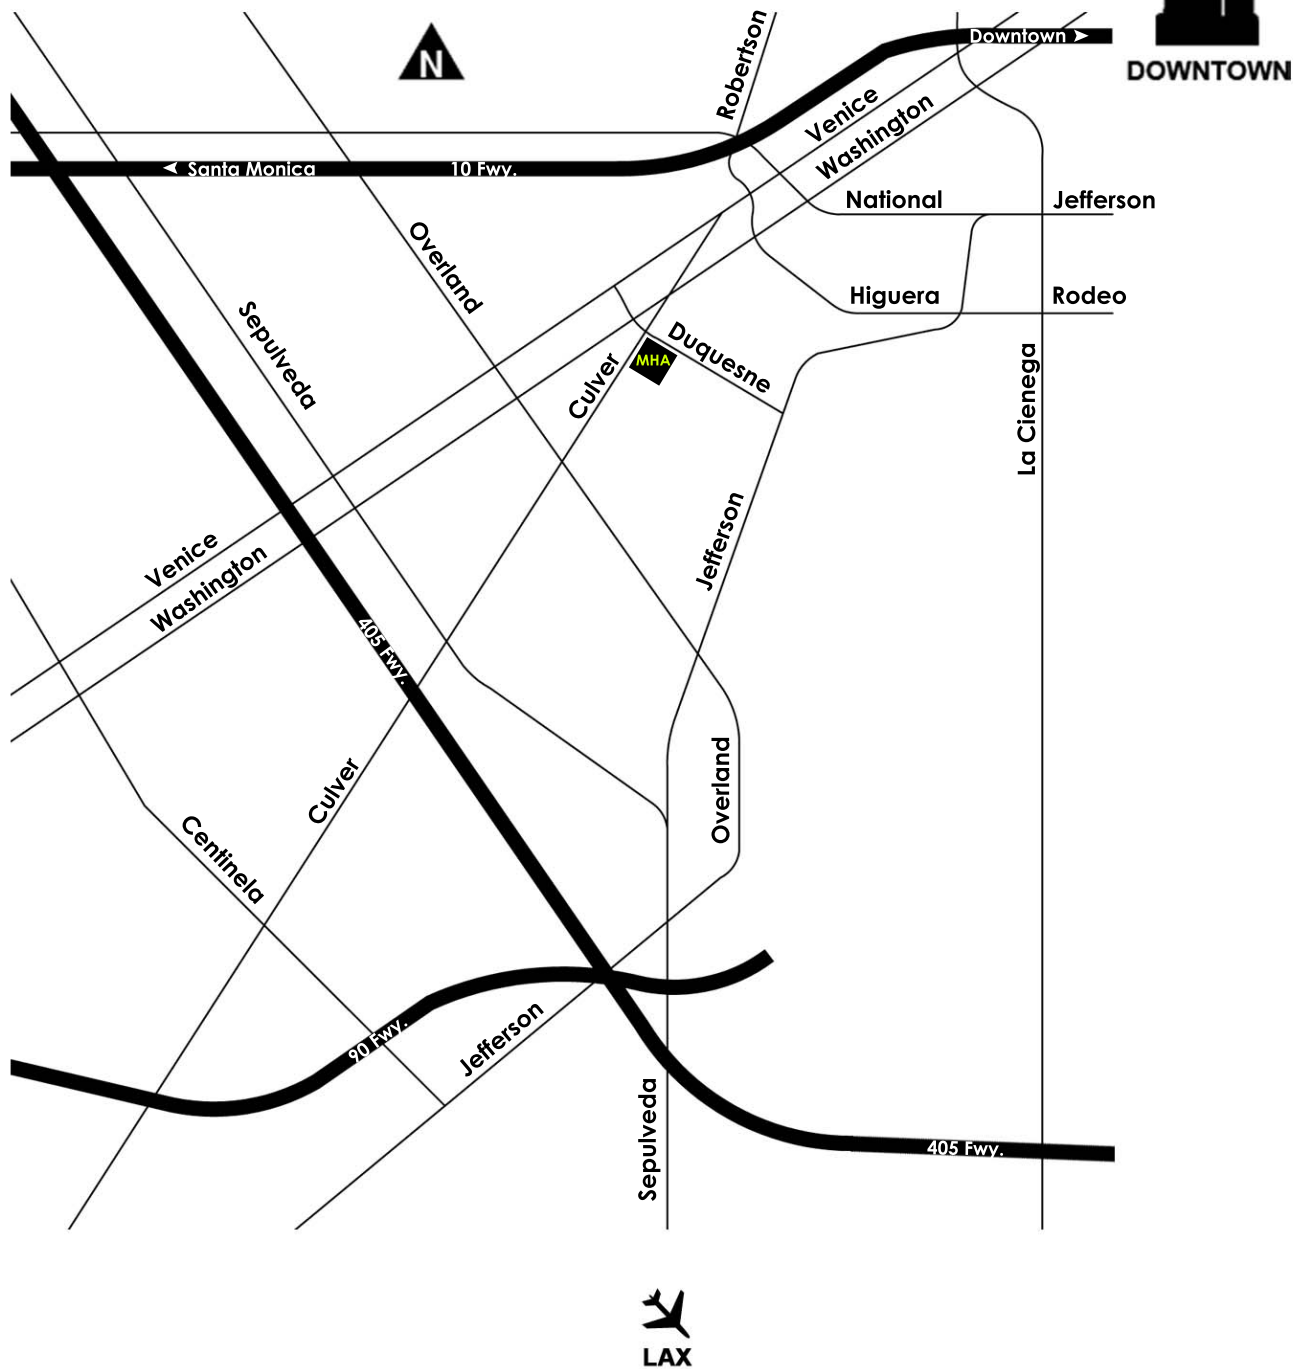 Downtown
DOWNTOWN
N
Robertson
Venice
Washington
Santa Monica
10 Fwy.
National
Jefferson
Overland
Higuera
Rodeo
Sepulveda
Duquesne
MHA
Culver
La Cienega
Jefferson
Venice
Washington
405 Fwy.
Overland
Culver
Centinela
90 Fwy.
Jefferson
Sepulveda
405 Fwy.
LAX